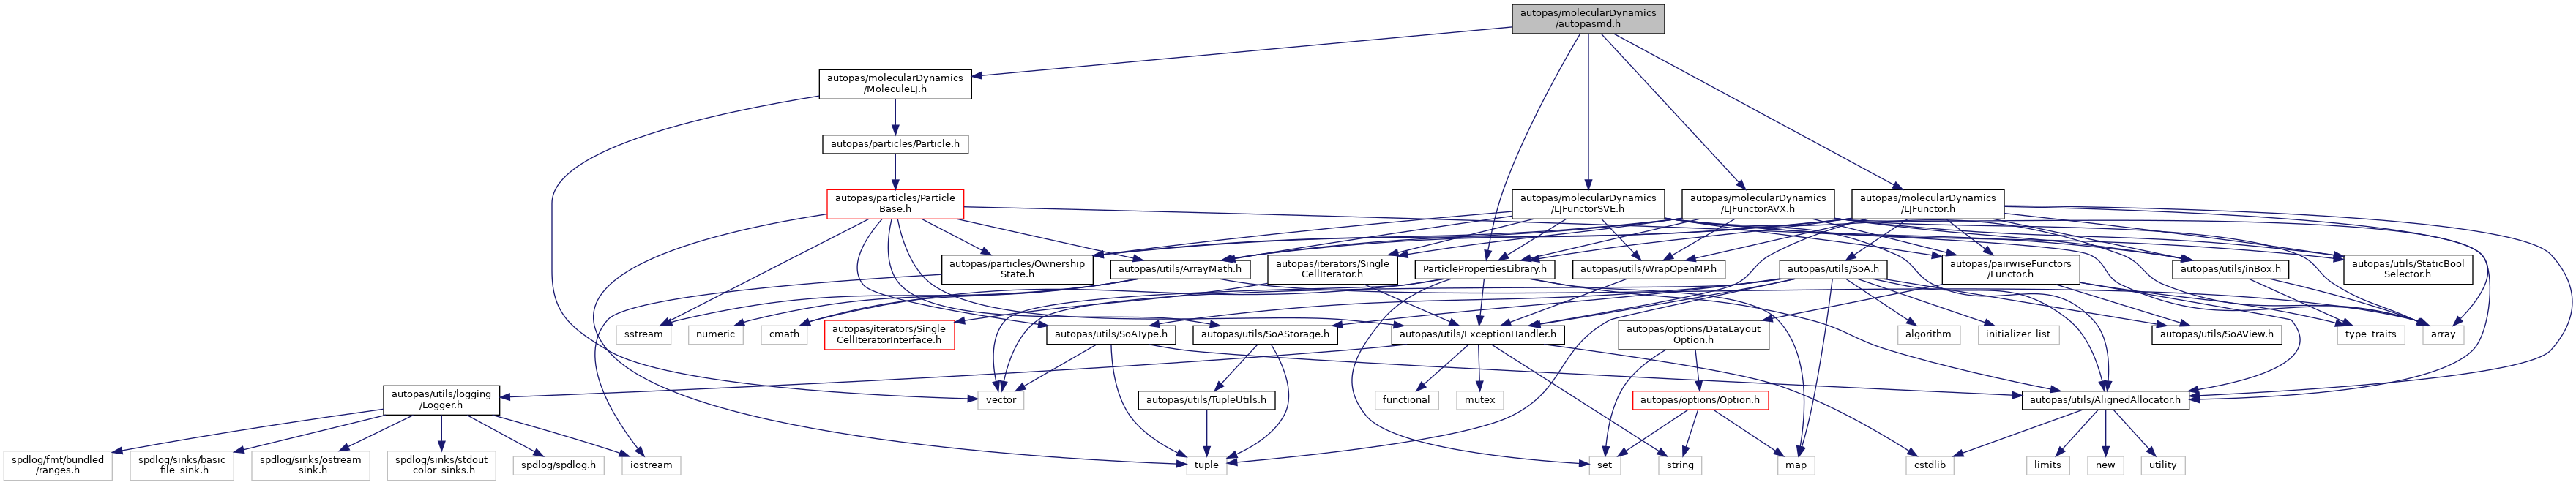 autopas/molecularDynamics
/autopasmd.h
autopas/molecularDynamics
/MoleculeLJ.h
autopas/particles/Particle.h
autopas/particles/Particle
Base.h
autopas/molecularDynamics
/LJFunctorSVE.h
autopas/molecularDynamics
/LJFunctorAVX.h
autopas/molecularDynamics
/LJFunctor.h
autopas/particles/Ownership
State.h
autopas/utils/ArrayMath.h
autopas/iterators/Single
CellIterator.h
ParticlePropertiesLibrary.h
autopas/utils/WrapOpenMP.h
autopas/utils/SoA.h
autopas/pairwiseFunctors
/Functor.h
autopas/utils/inBox.h
autopas/utils/StaticBool
Selector.h
sstream
numeric
cmath
autopas/iterators/Single
CellIteratorInterface.h
autopas/utils/SoAType.h
autopas/utils/SoAStorage.h
autopas/utils/ExceptionHandler.h
autopas/options/DataLayout
Option.h
algorithm
initializer_list
autopas/utils/SoAView.h
type_traits
array
autopas/utils/logging
/Logger.h
vector
autopas/utils/TupleUtils.h
functional
mutex
autopas/options/Option.h
autopas/utils/AlignedAllocator.h
spdlog/fmt/bundled
/ranges.h
spdlog/sinks/basic
_file_sink.h
spdlog/sinks/ostream
_sink.h
spdlog/sinks/stdout
_color_sinks.h
spdlog/spdlog.h
iostream
tuple
set
string
map
cstdlib
limits
new
utility